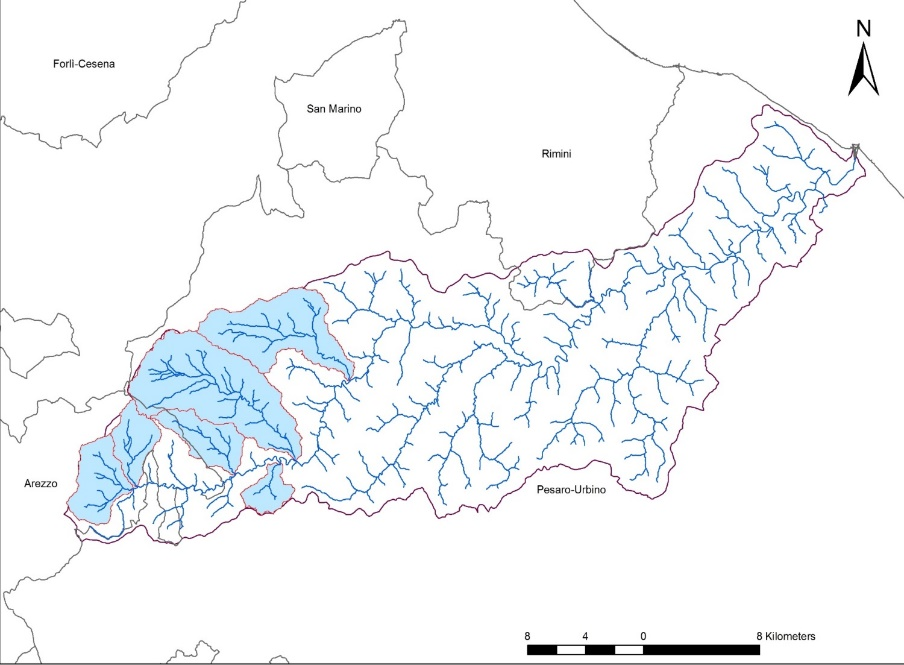 N
Forlì-Cesena
San Marino
Rimini
Arezzo
Pesaro-Urbino
8 4 0 8 Kilometers